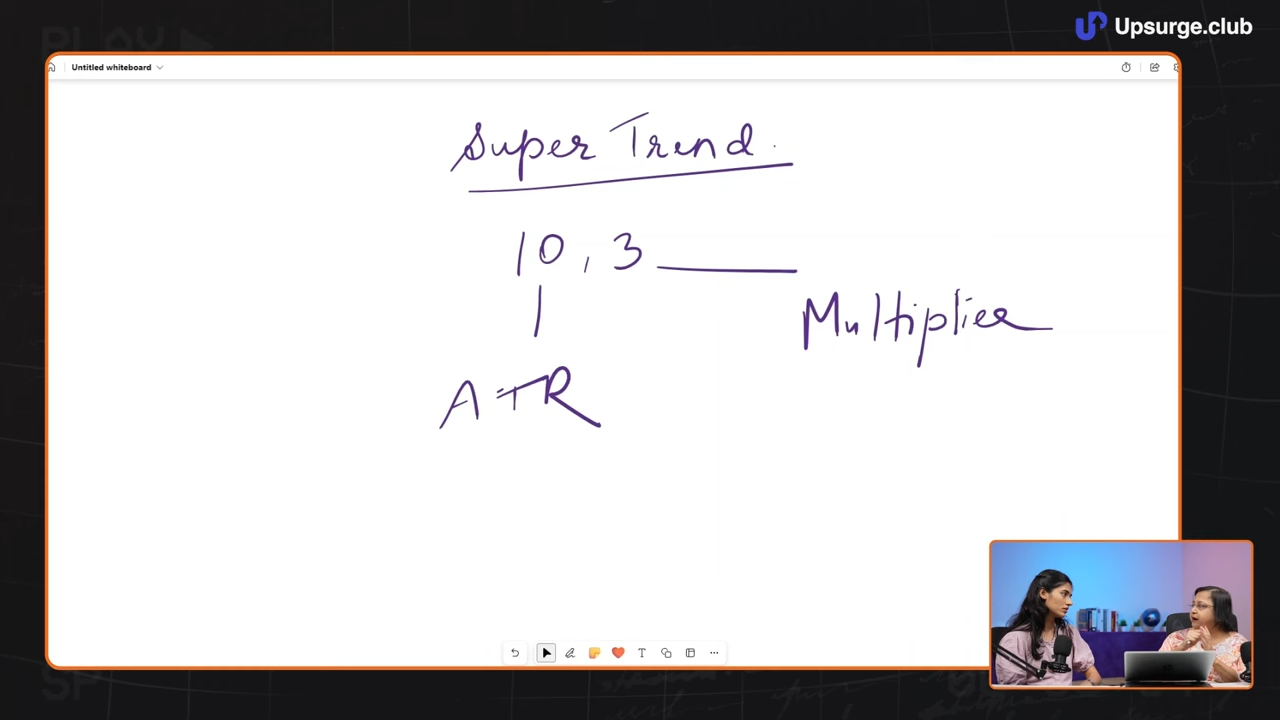 Upsurge.club
Untitled whiteboard
Super Trend.
10, 3
Multiplier
ATR
T